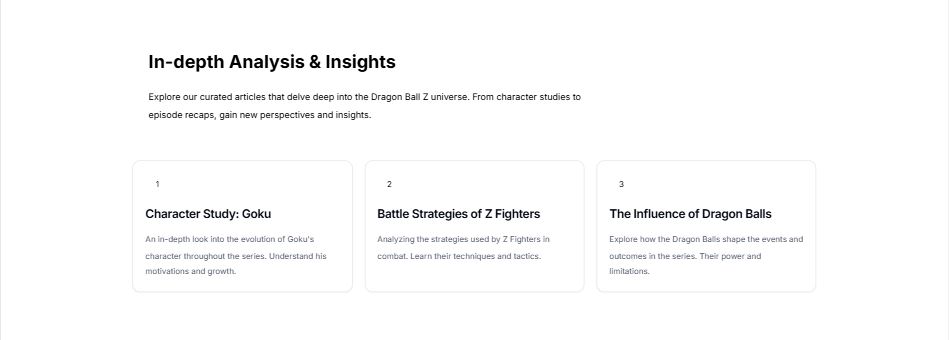 In-depth Analysis & Insights
Explore our curated articles that delve deep into the Dragon Ball Z universe. From character studies to
episode recaps, gain new perspectives and insights.
1
Character Study: Goku
An in-depth look into the evolution of Goku's
character throughout the series. Understand his
motivations and growth.
2
Battle Strategies of Z Fighters
Analyzing the strategies used by Z Fighters in
combat. Learn their techniques and tactics.
3
The Influence of Dragon Balls
Explore how the Dragon Balls shape the events and
outcomes in the series. Their power and
limitations.